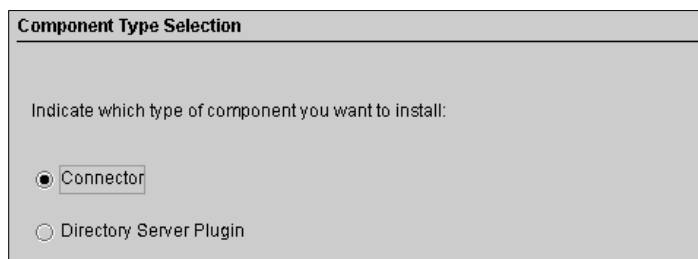 Component Type Selection
Indicate which type of component you want to install:
Connector
Directory Server Plugin